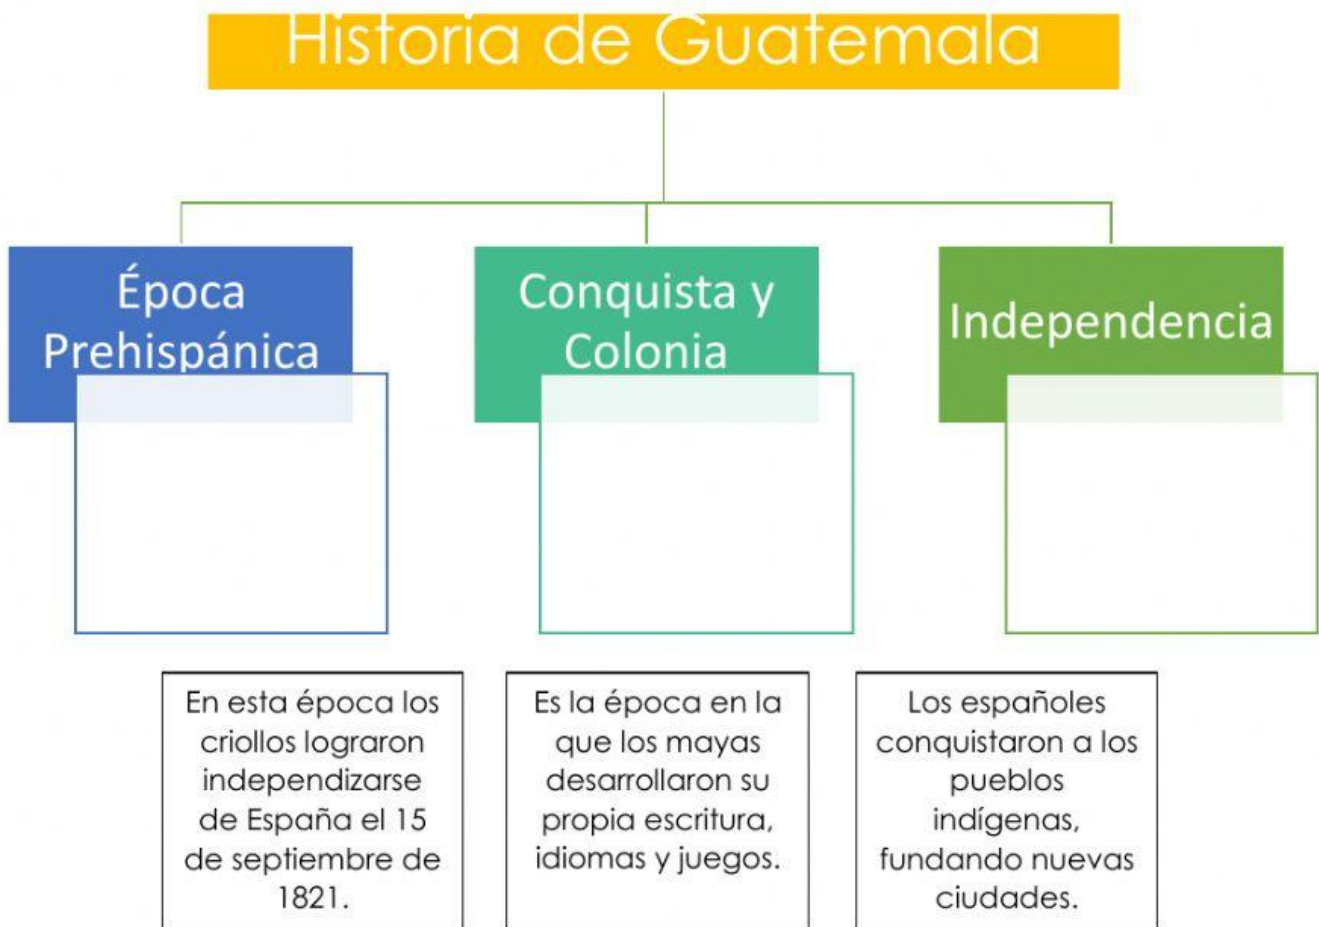 Historia de Guatemala
Época
Prehispánica
Conquista y
Colonia
Independencia
En esta época los
criollos lograron
independizarse
de España el 15
de septiembre de
1821.
Es la época en la
que los mayas
desarrollaron su
propia escritura,
idiomas y juegos.
Los españoles
conquistaron a los
pueblos
indígenas,
fundando nuevas
ciudades.